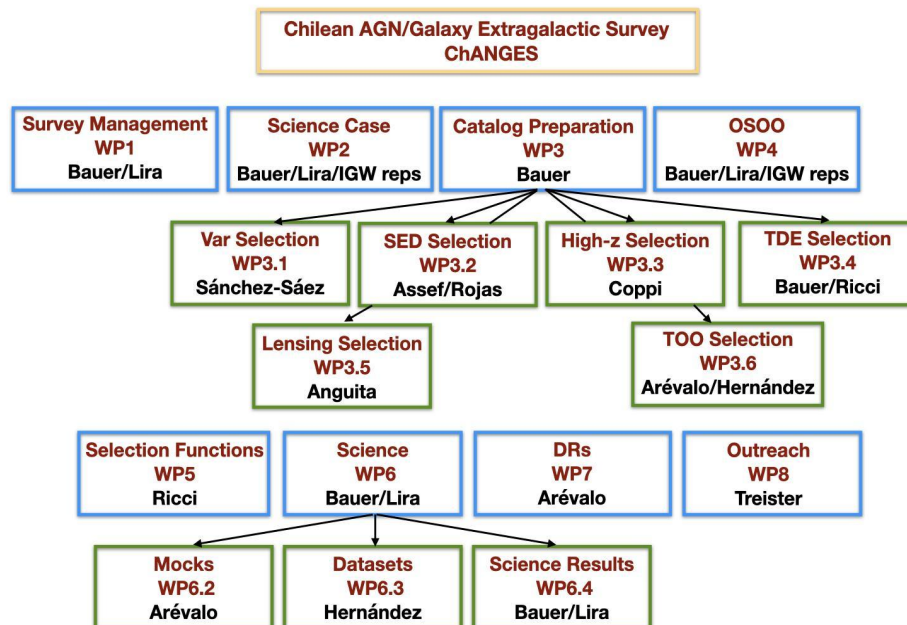 Chilean AGN/Galaxy Extragalactic Survey
ChANGES
Survey Management
WP1
Bauer/Lira
Science Case
WP2
Bauer/Lira/IGW reps
Catalog Preparation
WP3
Bauer
OSOO
WP4
Bauer/Lira/IGW reps
Var Selection
WP3.1
Sánchez-Sáez
SED Selection
WP3.2
Assef/Rojas
High-z Selection
WP3.3
Coppi
TDE Selection
WP3.4
Bauer/Ricci
Lensing Selection
WP3.5
Anguita
TOO Selection
WP3.6
Arévalo/Hernández
Selection Functions
WP5
Ricci
Science
WP6
Bauer/Lira
DRs
WP7
Arévalo
Outreach
WP8
Treister
Mocks
WP6.2
Arévalo
Datasets
WP6.3
Hernández
Science Results
WP6.4
Bauer/Lira